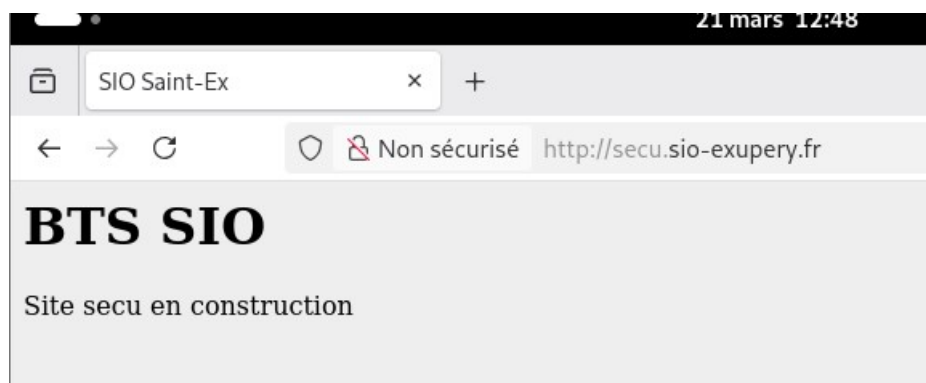 21 mars 12:48
SIO Saint-Ex
Non sécurisé http://secu.sio-exupery.fr
BTS SIO
Site secu en construction